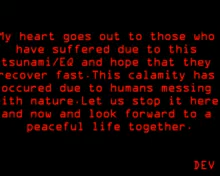 My heart goes out to those who
have suffered due to this
tsunami/EQ and hope that they
recover fast.This calamity has
occured due to humans messing
with nature.Let us stop it here
and now and look forward to a
peaceful life together.
DEV